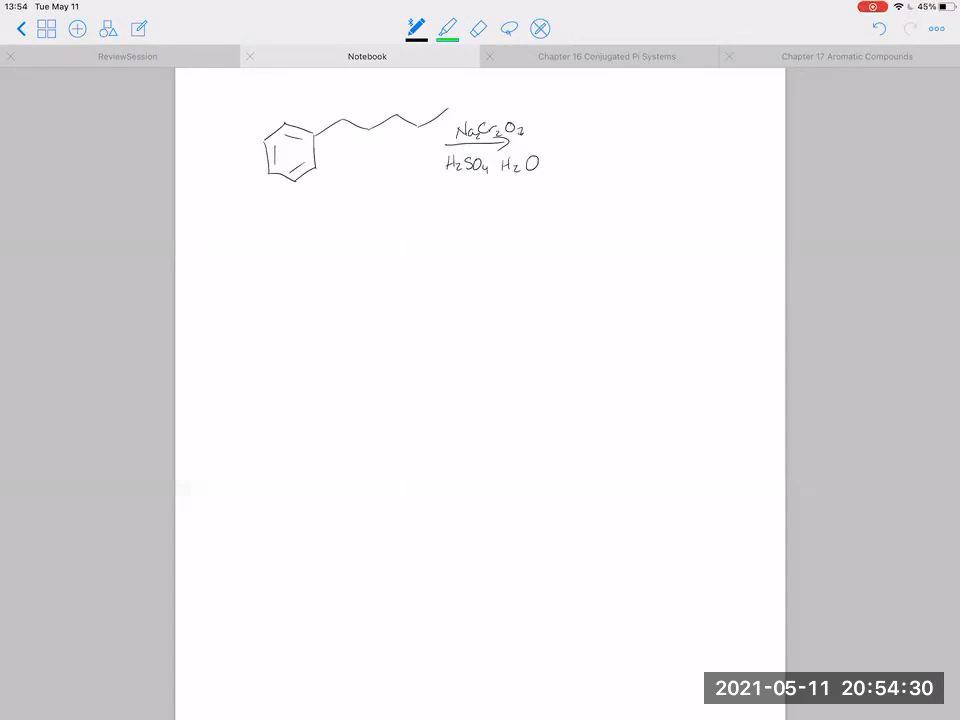 13:54 Tue May 11 45%
ReviewSession Notebook Chapter 16 Conjugated Pi Systems Chapter 17 Aromatic Compounds
Na₂Cr₂O₇
H₂SO₄ H₂O
2021-05-11 20:54:30